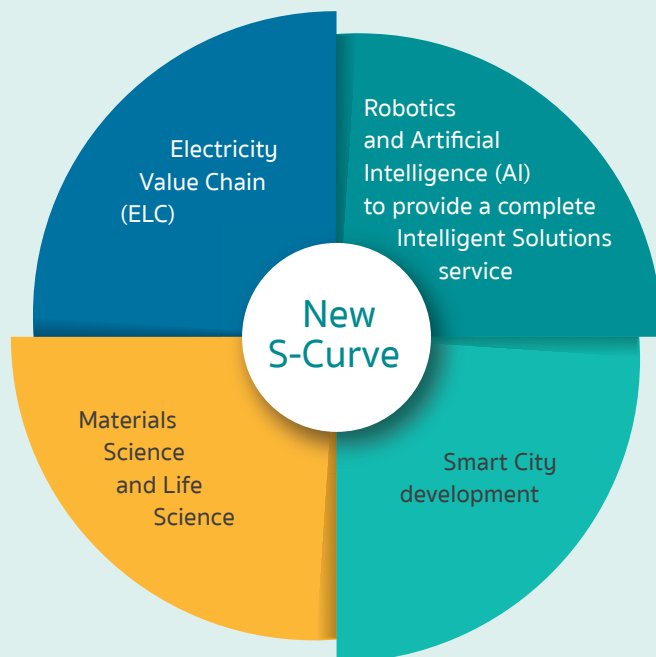 Electricity
Value Chain
(ELC)
Robotics
and Artificial
Intelligence (AI)
to provide a complete
Intelligent Solutions
service
New
S-Curve
Materials
Science
and Life
Science
Smart City
development